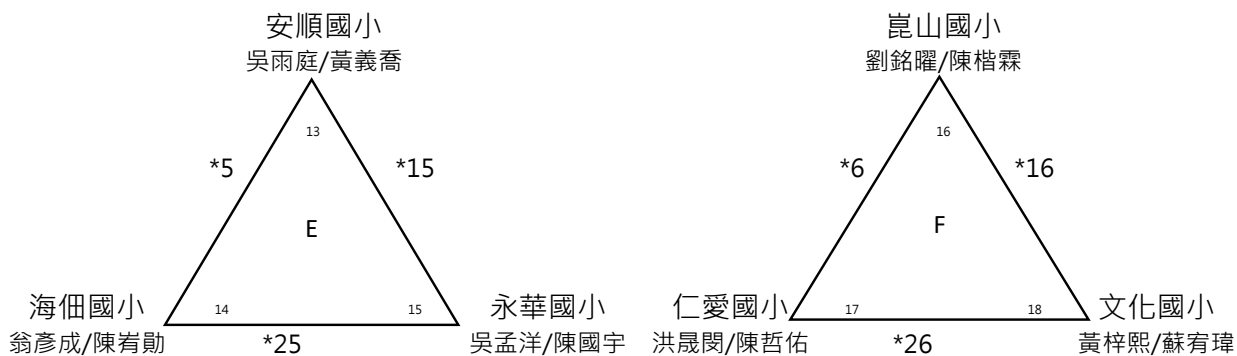 安順國小
吳雨庭/黃義喬
13
*5
*15
E
海佃國小
14
15
永華國小
翁彥成/陳宥勛
*25
吳孟洋/陳國宇
崑山國小
劉銘曜/陳楷霖
16
*6
*16
F
仁愛國小
17
18
文化國小
洪晟閔/陳哲佑
*26
黃梓熙/蘇宥瑋